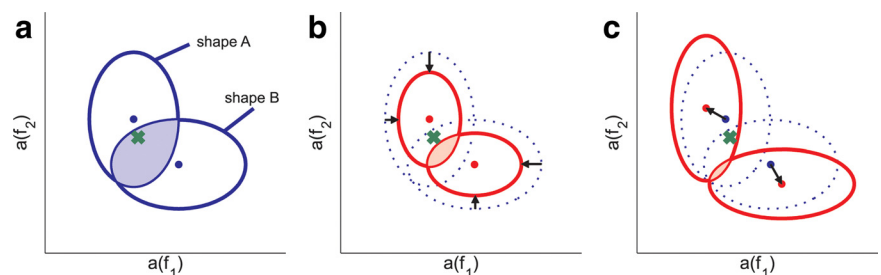 a
shape A
shape B
a(f₂)
a(f₁)
b
a(f₂)
a(f₁)
c
a(f₂)
a(f₁)